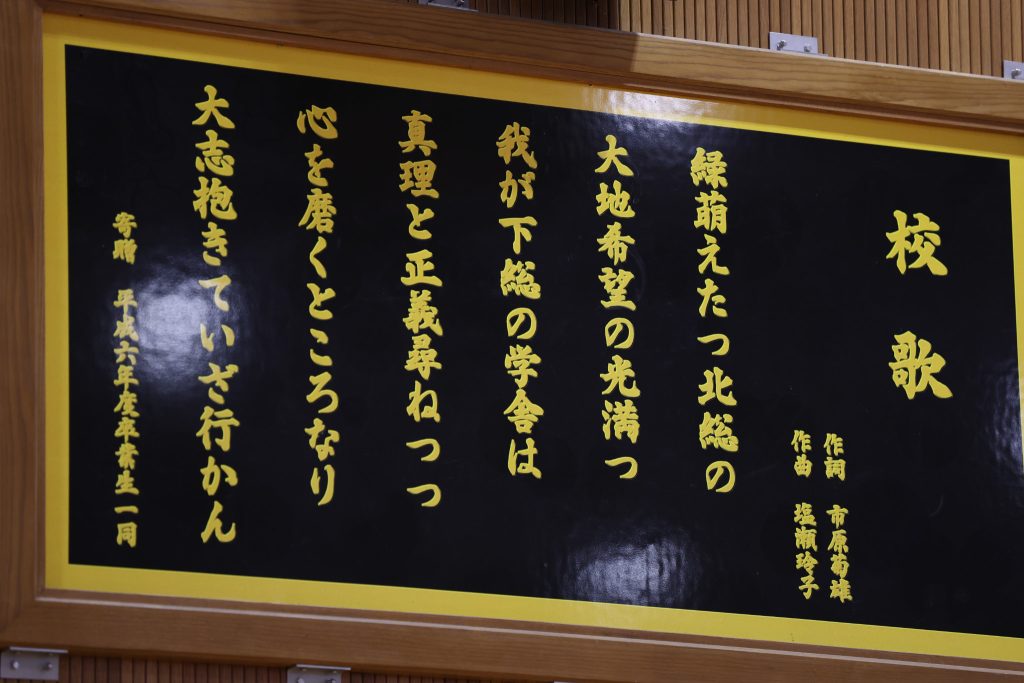 校歌
作詞 市原菊雄
作曲 塩瀬玲子
緑萌えたつ北総の
大地希望の光満つ
我が下総の学舎は
真理と正義尋ねつつ
心を磨くところなり
大志抱きていざ行かん
寄贈 平成六年度卒業生一同